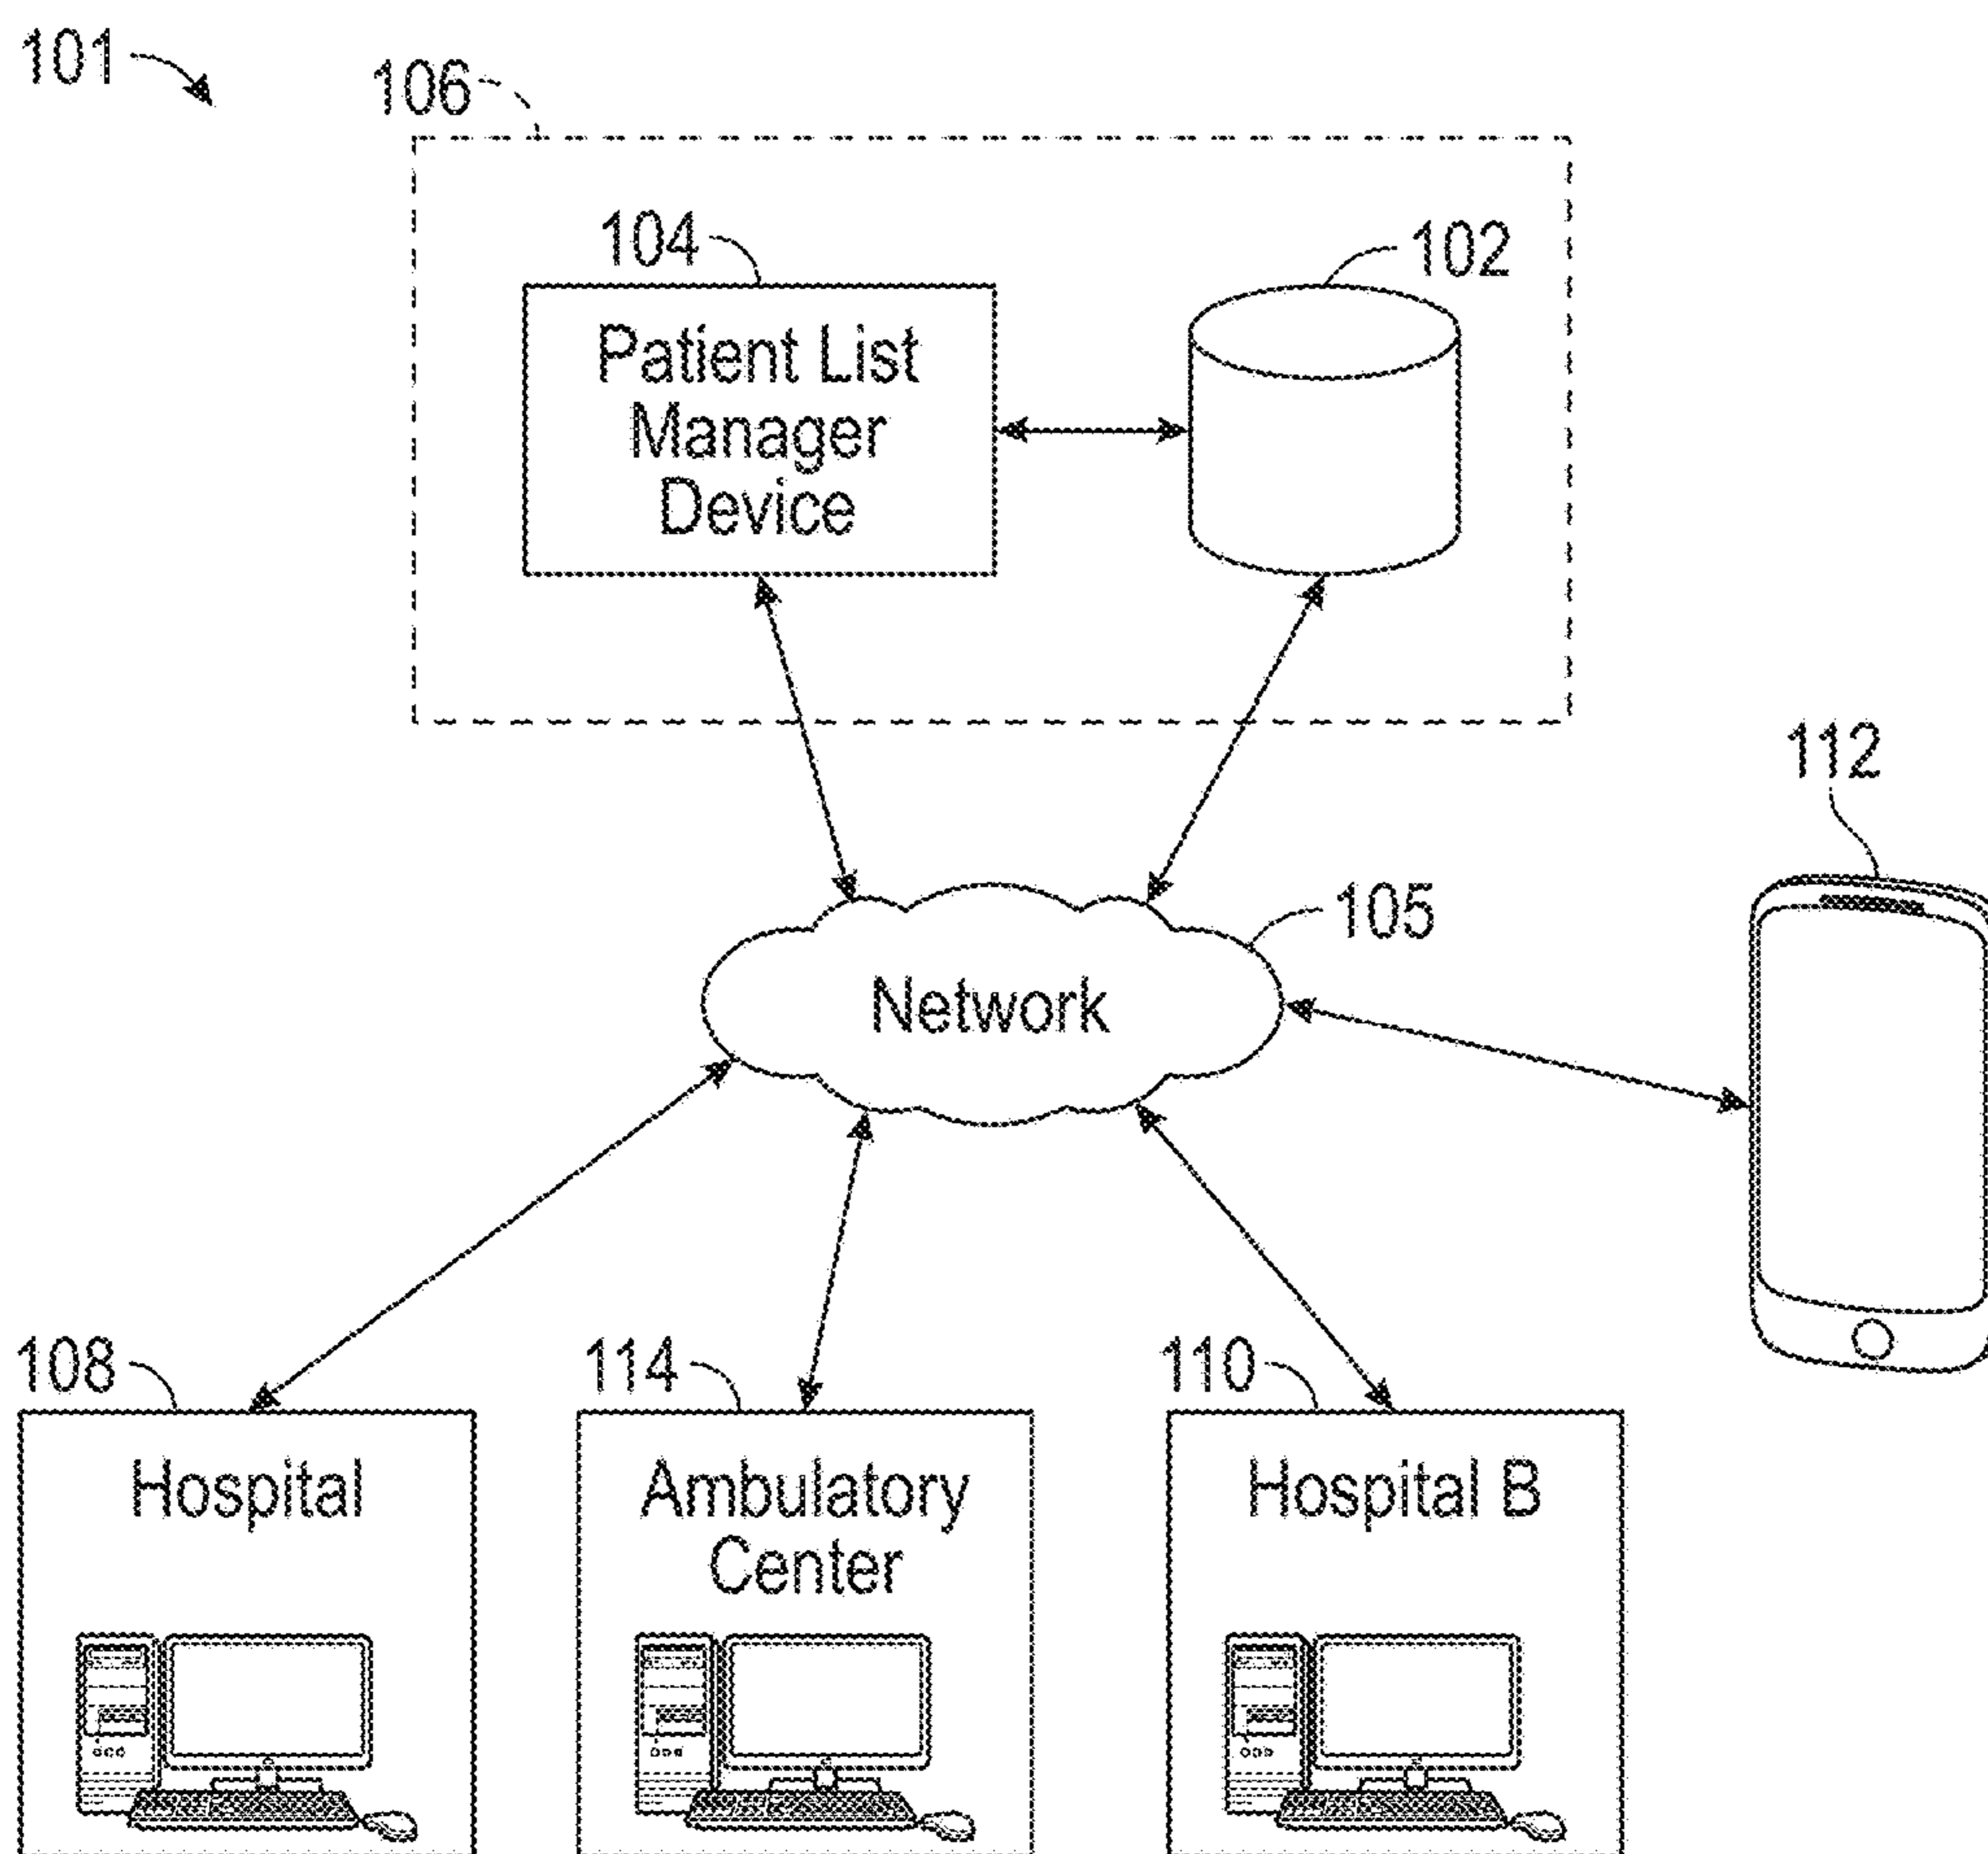 101
106
104
102
Patient List
Manager
Device
112
105
Network
108
114
110
Hospital
Ambulatory
Center
Hospital B